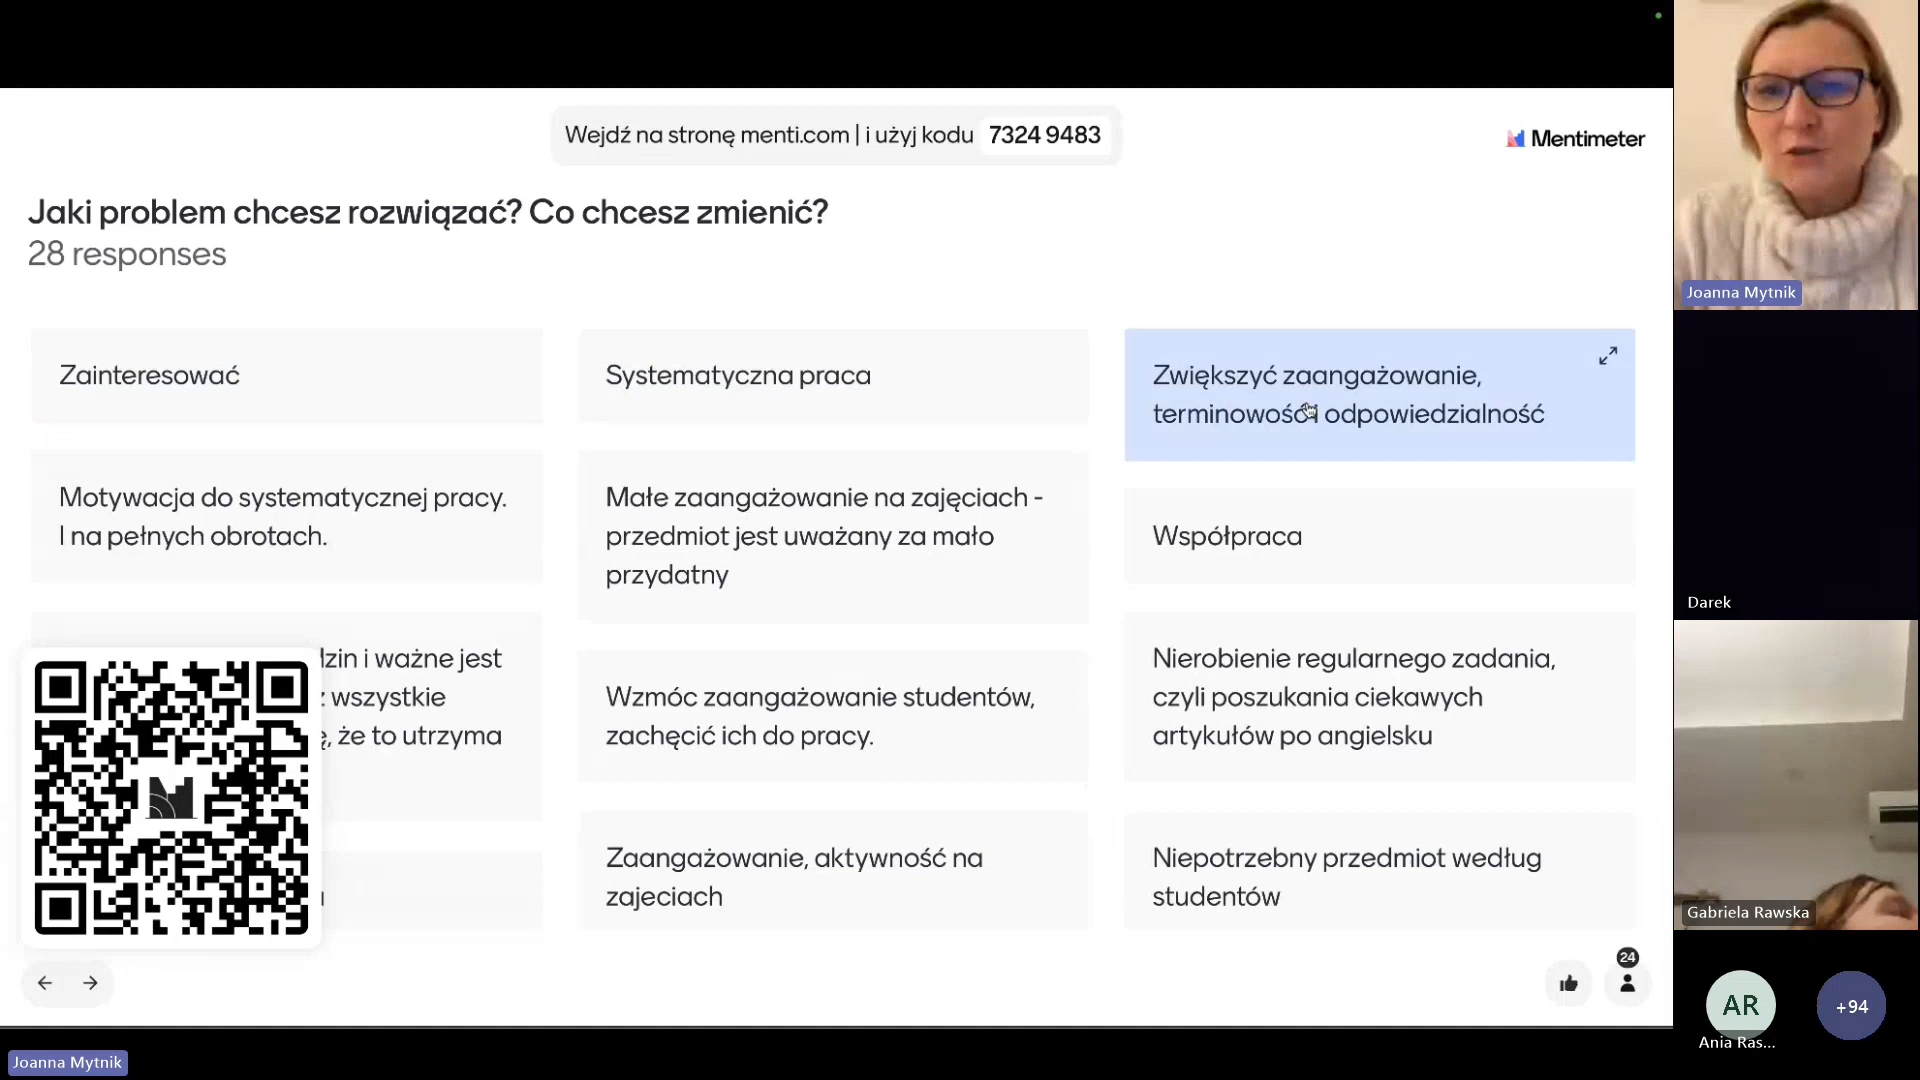 Wejdź na stronę menti.com | i użyj kodu 7324 9483
Mentimeter
Jaki problem chcesz rozwiązać? Co chcesz zmienić?
28 responses
Zainteresować
Motywacja do systematycznej pracy.
I na pełnych obrotach.
i ważne jest
wszystkie
, że to utrzyma
Systematyczna praca
Małe zaangażowanie na zajęciach -
przedmiot jest uważany za mało
przydatny
Wzmóc zaangażowanie studentów,
zachęcić ich do pracy.
Zaangażowanie, aktywność na
zajeciach
Zwiększyć zaangażowanie,
terminowość i odpowiedzialność
Współpraca
Nierobienie regularnego zadania,
czyli poszukania ciekawych
artykułów po angielsku
Niepotrzebny przedmiot według
studentów
24
Joanna Mytnik
Joanna Mytnik
Darek
Gabriela Rawska
AR
Ania Ras...
+94